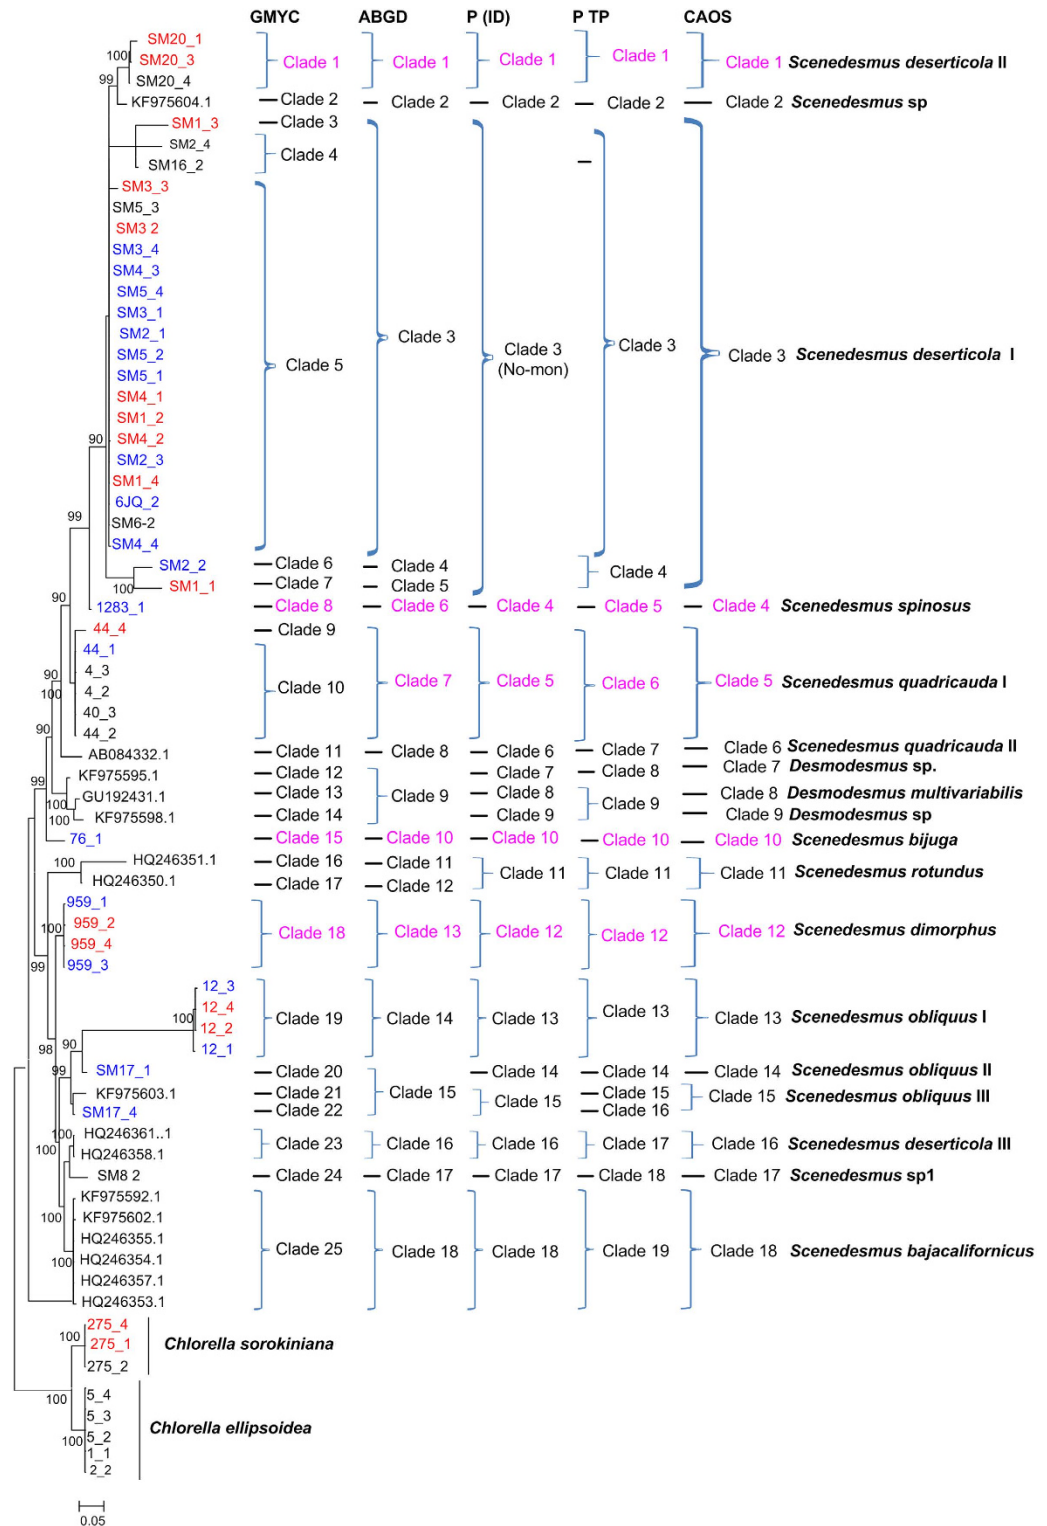 GMYC ABGD P (ID) P TP CAOS
SM20_1
100 SM20_3 Clade 1 Clade 1 Clade 1 Clade 1 Clade 1 Scenedesmus deserticola II
99 SM20_4
KF975604.1 Clade 2 Clade 2 Clade 2 Clade 2 Clade 2 Scenedesmus sp
SM1_3 Clade 3
SM2_4
Clade 4
SM16_2
SM3_3
SM5_3
SM3 2
SM3_4
SM4_3
SM5_4
SM3_1
SM2_1 Clade 3
SM5_2 Clade 3 Clade 3 Clade 3 Scenedesmus deserticola I
Clade 5 (No-mon)
SM5_1
SM4_1
SM1_2
90 SM4_2
SM2_3
SM1_4
6JQ_2
99 SM6-2
SM4_4
SM2_2 Clade 6 Clade 4 Clade 4
100 SM1_1 Clade 7 Clade 5
90 1283_1 Clade 8 Clade 6 Clade 4 Clade 5 Clade 4 Scenedesmus spinosus
44_4 Clade 9
44_1
90 4_3 Clade 7 Clade 5 Clade 6 Clade 5 Scenedesmus quadricauda I
100 4_2 Clade 10
40_3
90 44_2
AB084332.1 Clade 11 Clade 8 Clade 6 Clade 7 Clade 6 Scenedesmus quadricauda II
KF975595.1 Clade 12 Clade 7 Clade 8 Clade 7 Desmodesmus sp.
99 GU192431.1 Clade 13 Clade 9 Clade 8 Clade 9 Clade 8 Desmodesmus multivariabilis
100 KF975598.1 Clade 14 Clade 9 Clade 9 Desmodesmus sp
76_1 Clade 15 Clade 10 Clade 10 Clade 10 Clade 10 Scenedesmus bijuga
100 HQ246351.1 Clade 16 Clade 11
Clade 11 Clade 11 Clade 11 Scenedesmus rotundus
HQ246350.1 Clade 17 Clade 12
959_1
100 959_2 Clade 18 Clade 13 Clade 12 Clade 12 Clade 12 Scenedesmus dimorphus
959_4
99 959_3
12_3
12_4 Clade 13
100 Clade 19 Clade 14 Clade 13 Clade 13 Scenedesmus obliquus I
12_2
98 90 12_1
99 SM17_1 Clade 20 Clade 14 Clade 14 Clade 14 Scenedesmus obliquus II
KF975603.1 Clade 21 Clade 15 Clade 15 Clade 15 Scenedesmus obliquus III
SM17_4 Clade 22 Clade 15 Clade 16
100 HQ246361..1
Clade 23 Clade 16 Clade 16 Clade 17 Clade 16 Scenedesmus deserticola III
100 HQ246358.1
SM8 2 Clade 24 Clade 17 Clade 17 Clade 18 Clade 17 Scenedesmus sp1
KF975592.1
100 KF975602.1
HQ246355.1
Clade 25 Clade 18 Clade 18 Clade 19 Clade 18 Scenedesmus bajacalifornicus
100 HQ246354.1
HQ246357.1
HQ246353.1
275_4
100 275_1 Chlorella sorokiniana
275_2
100 5_4
5_3
Chlorella ellipsoidea
100 5_2
1_1
2_2
0.05